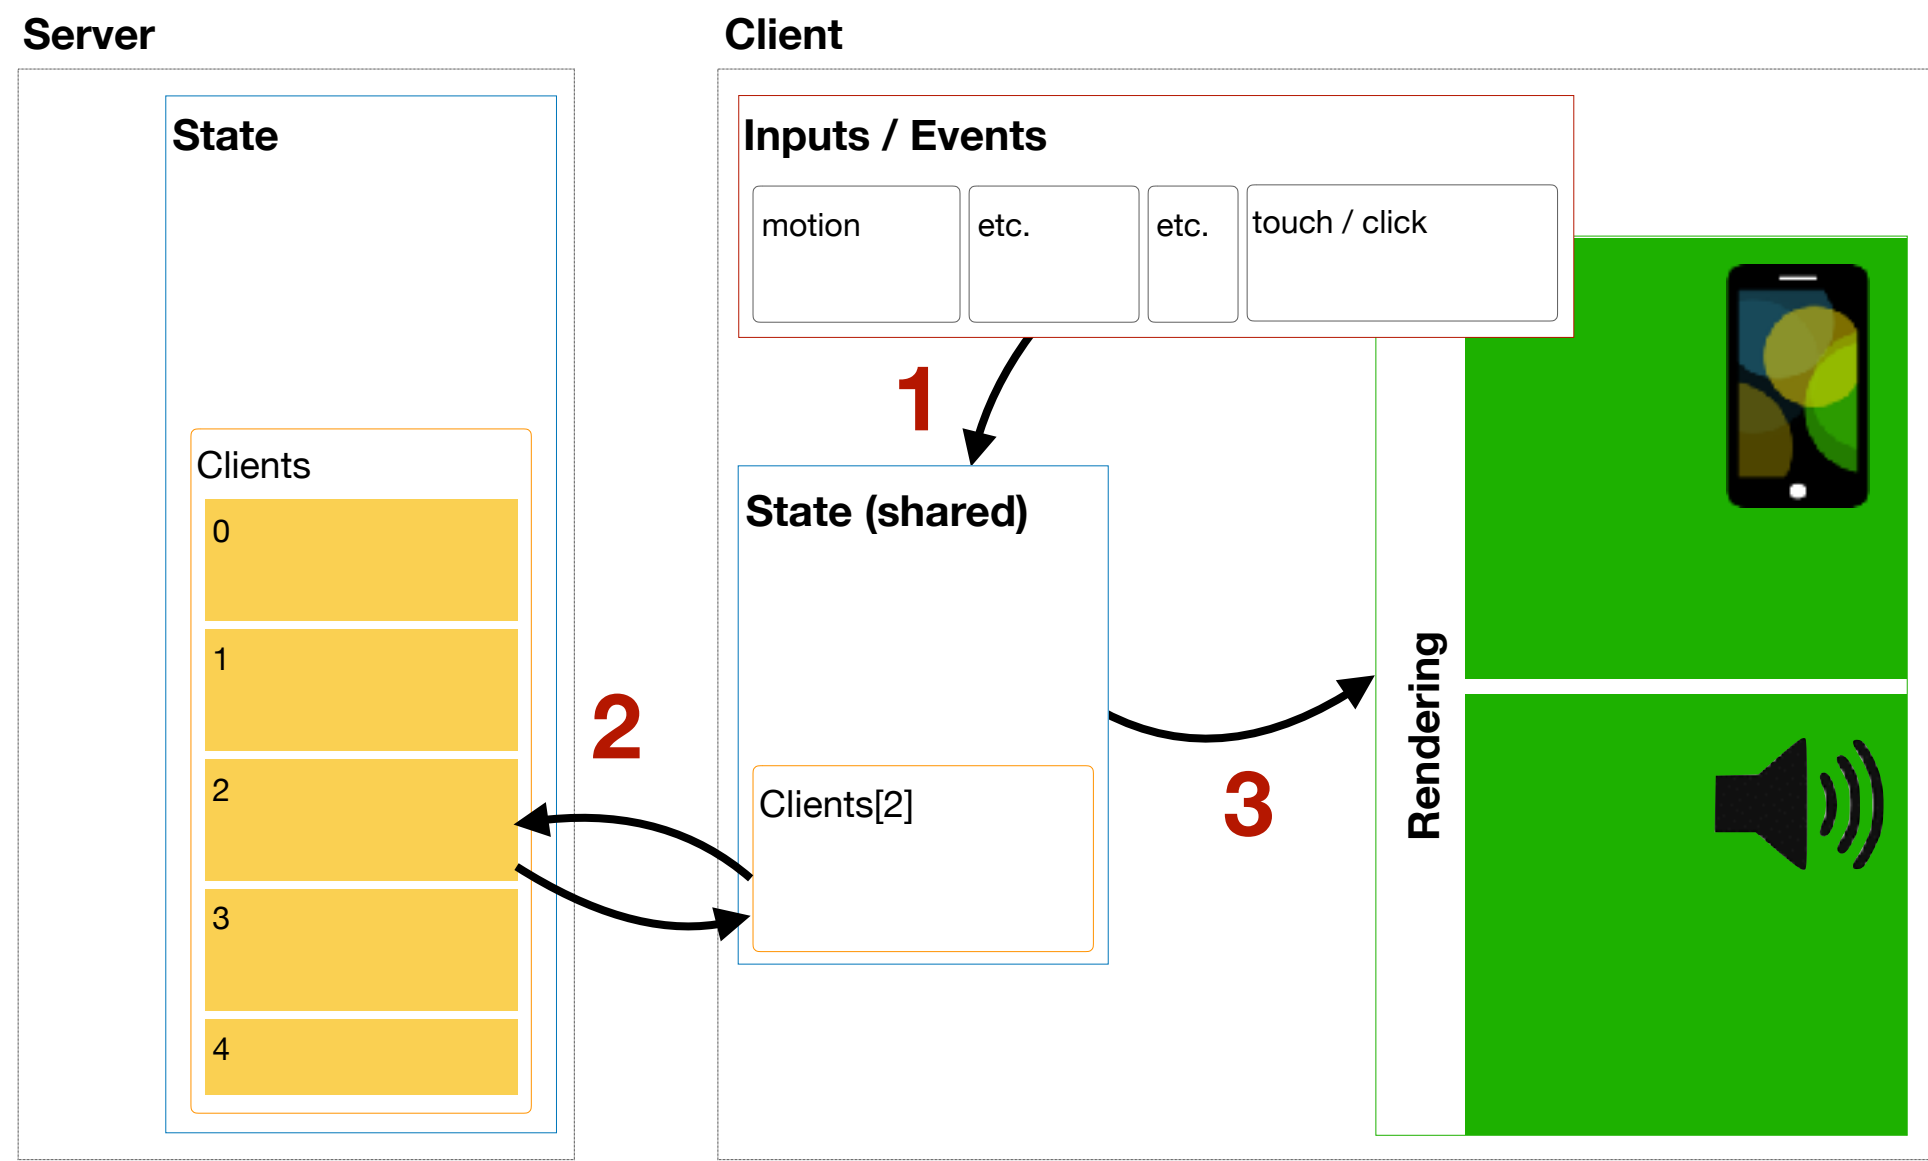 Server
State
Clients
0
1
2
3
4
2
Client
Inputs / Events
motion
etc.
etc.
touch / click
1
State (shared)
Clients[2]
3
Rendering